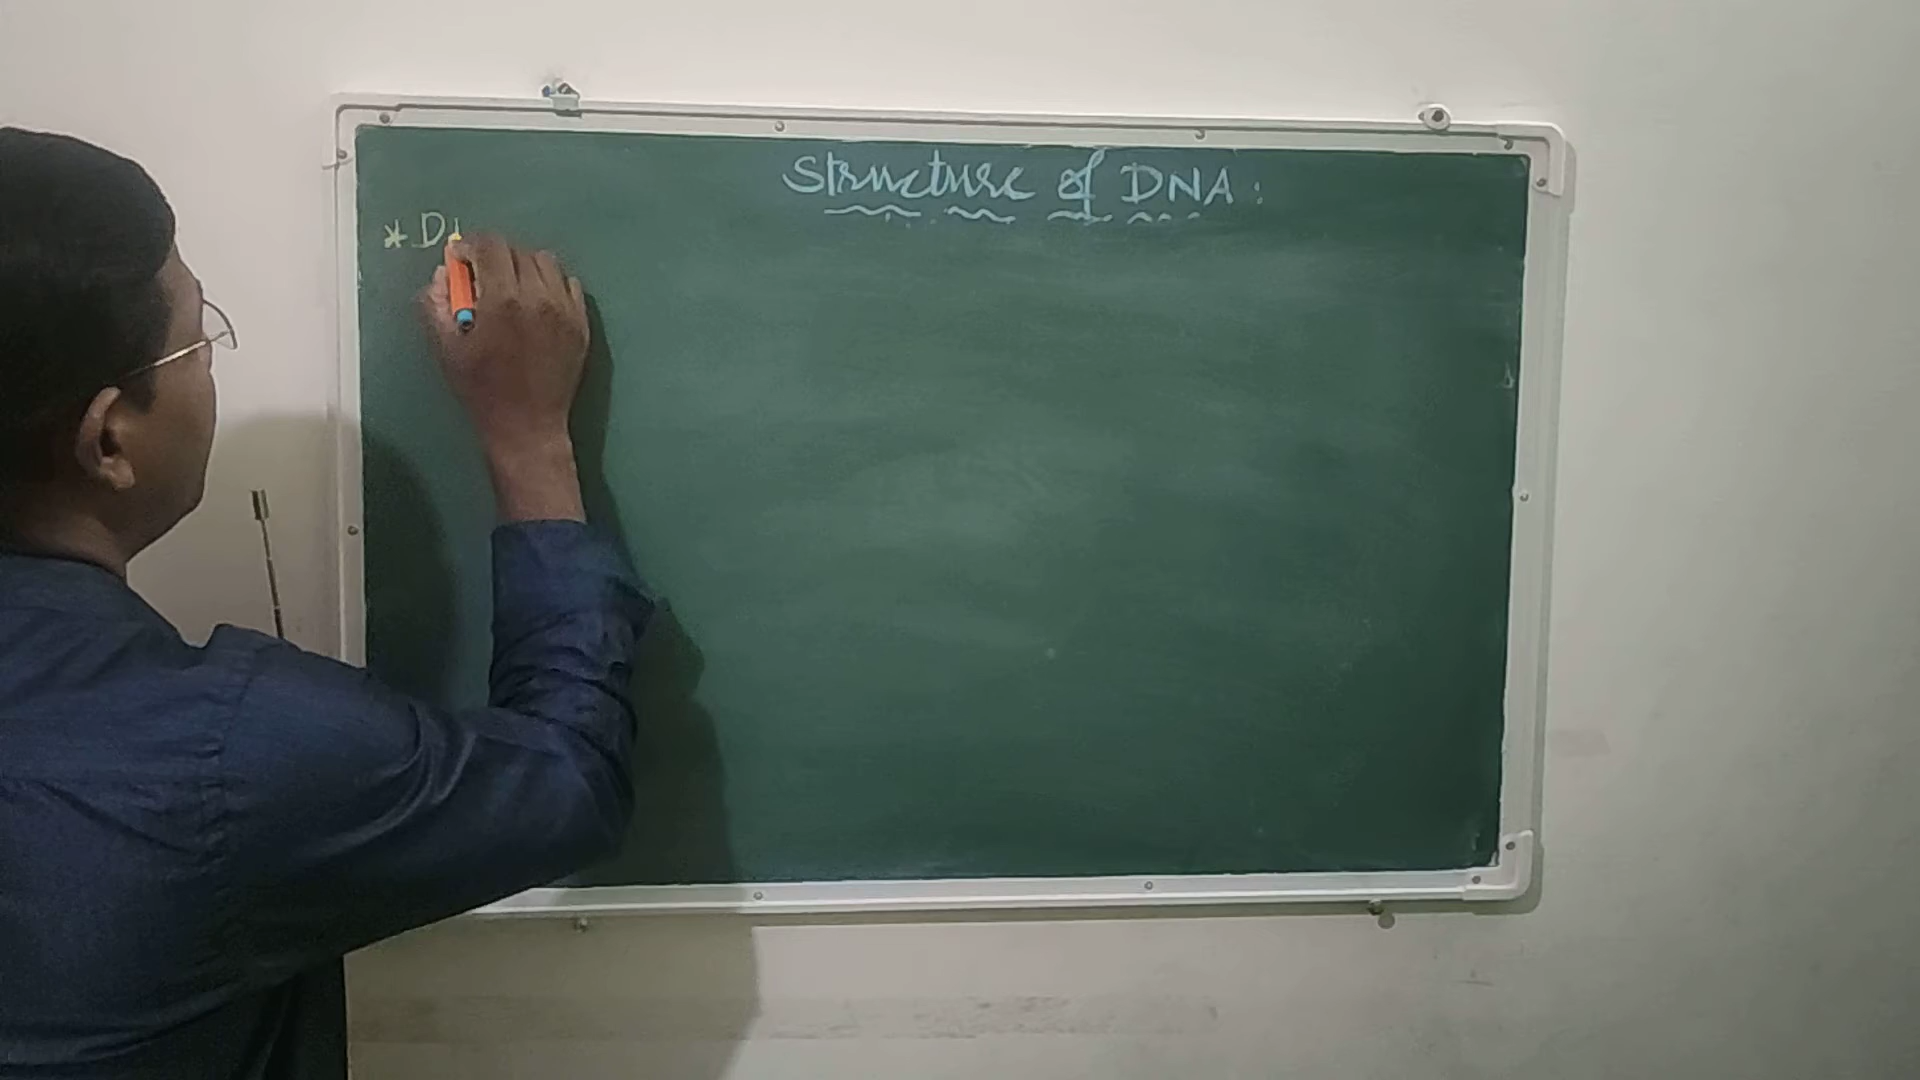 Structure of DNA :
* D